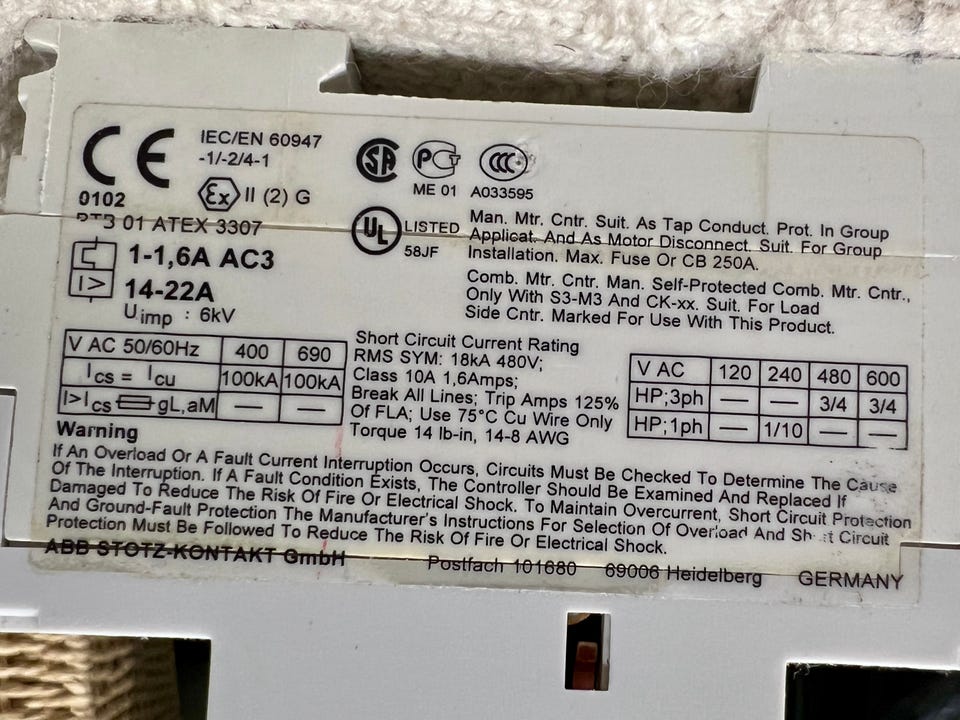 CE
0102
IEC/EN 60947
-1/-2/4-1
Ex II (2) G
PTB 01 ATEX 3307
1-1,6A AC3
I> 14-22A
Uimp : 6kV
SA
PCT
ME 01
CCC
A033595
UL LISTED
58JF
Man. Mtr. Cntr. Suit. As Tap Conduct. Prot. In Group
Applicat. And As Motor Disconnect. Suit. For Group
Installation. Max. Fuse Or CB 250A.
Comb. Mtr. Cntr. Man. Self-Protected Comb. Mtr. Cntr.,
Only With S3-M3 And CK-xx. Suit. For Load
Side Cntr. Marked For Use With This Product.
V AC 50/60Hz 400 690
Ics = Icu 100kA 100kA
I>Ics gL,aM — —
Short Circuit Current Rating
RMS SYM: 18kA 480V;
Class 10A 1,6Amps;
Break All Lines; Trip Amps 125%
Of FLA; Use 75°C Cu Wire Only
Torque 14 lb-in, 14-8 AWG
V AC 120 240 480 600
HP;3ph — — 3/4 3/4
HP;1ph — 1/10 — —
Warning
If An Overload Or A Fault Current Interruption Occurs, Circuits Must Be Checked To Determine The Cause
Of The Interruption. If A Fault Condition Exists, The Controller Should Be Examined And Replaced If
Damaged To Reduce The Risk Of Fire Or Electrical Shock. To Maintain Overcurrent, Short Circuit Protection
And Ground-Fault Protection The Manufacturer's Instructions For Selection Of Overload And Short Circuit
Protection Must Be Followed To Reduce The Risk Of Fire Or Electrical Shock.
ABB STOTZ-KONTAKT GmbH Postfach 101680 69006 Heidelberg GERMANY